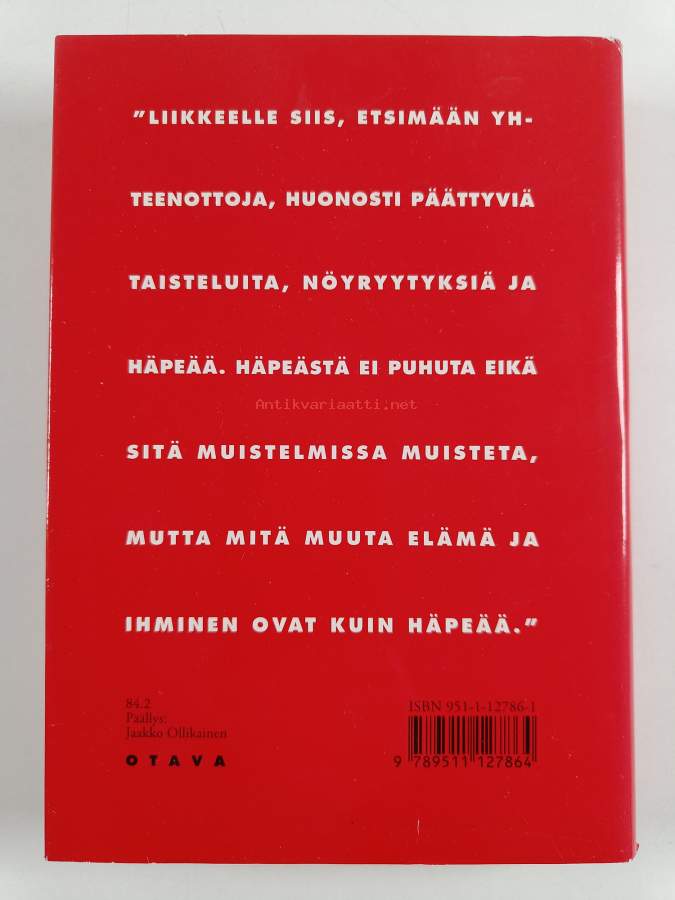 "LIIKKEELLE SIIS, ETSIMÄÄN YH-
TEENOTTOJA, HUONOSTI PÄÄTTYVIÄ
TAISTELUITA, NÖYRYYTYKSIÄ JA
HÄPEÄÄ. HÄPEÄSTÄ EI PUHUTA EIKÄ
Antikvariaatti.net
SITÄ MUISTELMISSA MUISTETA,
MUTTA MITÄ MUUTA ELÄMÄ JA
IHMINEN OVAT KUIN HÄPEÄÄ."
84.2
Päällys:
Jaakko Ollikainen
OTAVA
ISBN 951-1-12786-1
9 789511 127864